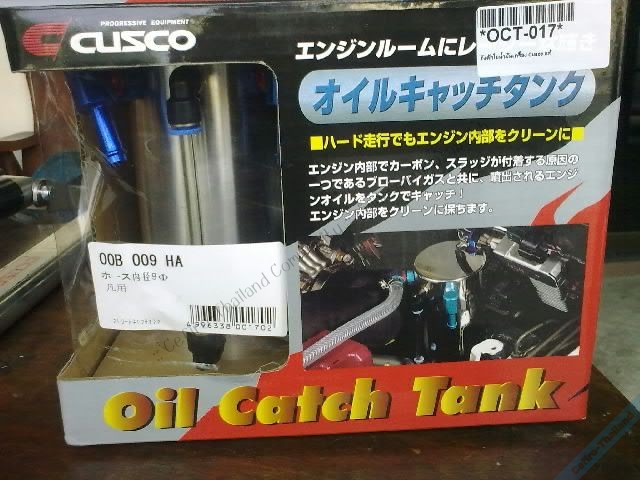 PROGRESSIVE EQUIPMENT
CUSCO
*OCT-017*
エンジンルームにレ
オイルキャッチタンク
■ハード走行でもエンジン内部をクリーンに■
エンジン内部でカーボン、スラッジが付着する原因の
一つであるブローバイガスと共に、噴出されるエンジ
ンオイルをタンクでキャッチ!
エンジン内部をクリーンに保ちます。
00B 009 HA
ホース内径9Φ
汎用
4996338001702
Oil Catch Tank